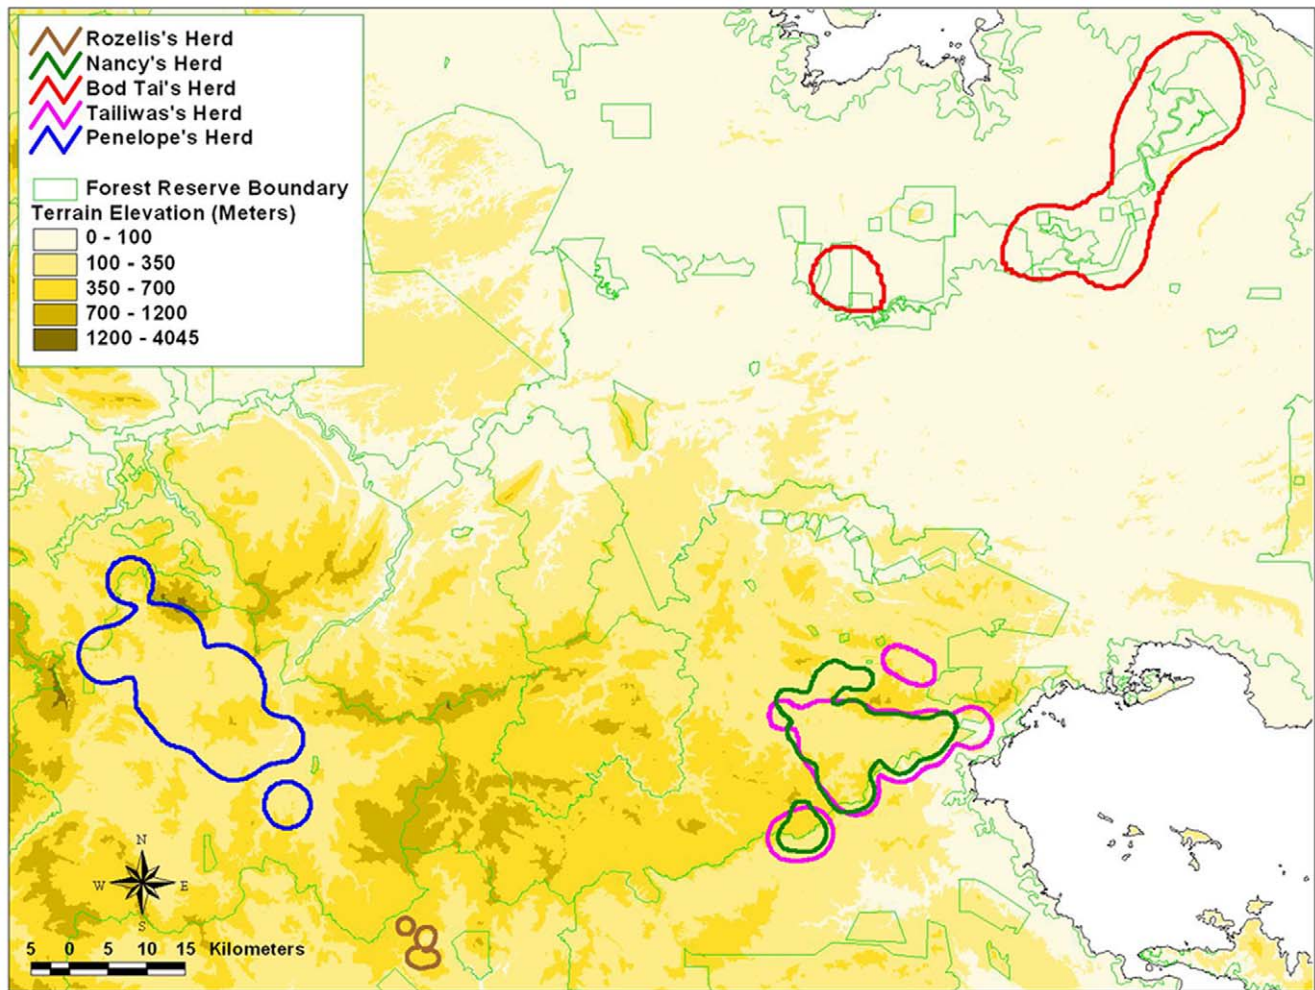 Rozelis's Herd
Nancy's Herd
Bod Tai's Herd
Tailiwas's Herd
Penelope's Herd
Forest Reserve Boundary
Terrain Elevation (Meters)
0 - 100
100 - 350
350 - 700
700 - 1200
1200 - 4045
N
W E
S
5 0 5 10 15 Kilometers